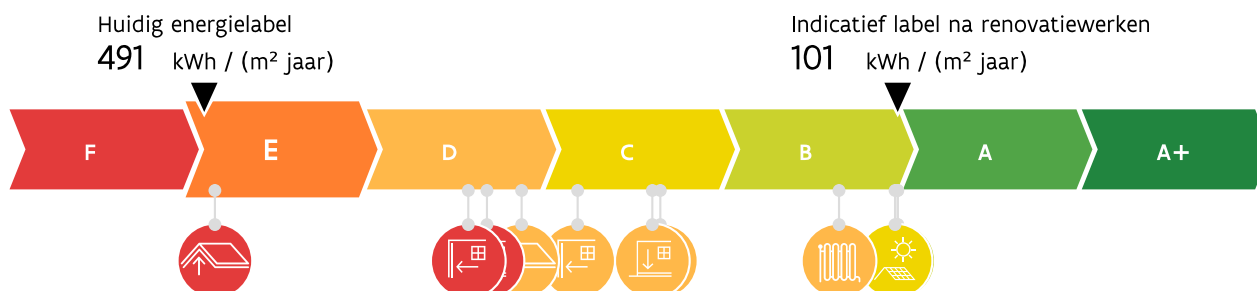 Huidig energielabel
491 kWh / (m² jaar)
Indicatief label na renovatiewerken
101 kWh / (m² jaar)
F E D C B A A+